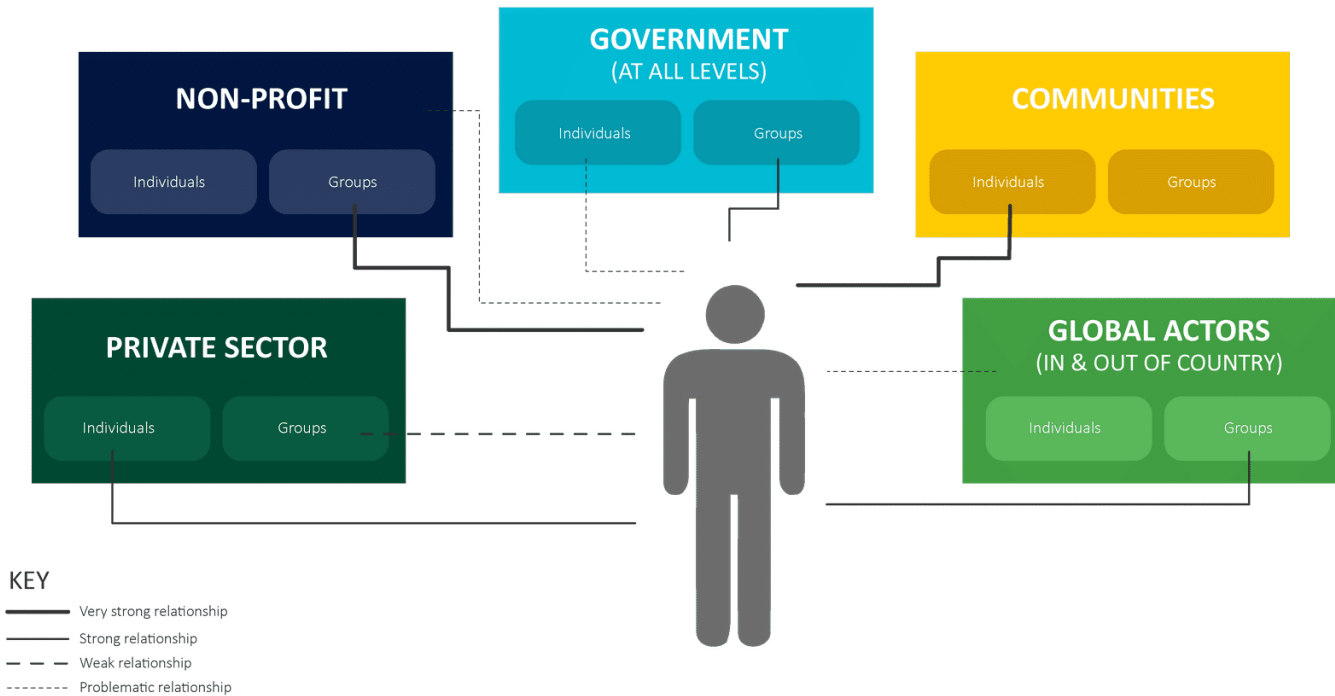 GOVERNMENT
(AT ALL LEVELS)
Individuals
Groups
NON-PROFIT
Individuals
Groups
COMMUNITIES
Individuals
Groups
PRIVATE SECTOR
Individuals
Groups
GLOBAL ACTORS
(IN & OUT OF COUNTRY)
Individuals
Groups
KEY
Very strong relationship
Strong relationship
Weak relationship
Problematic relationship